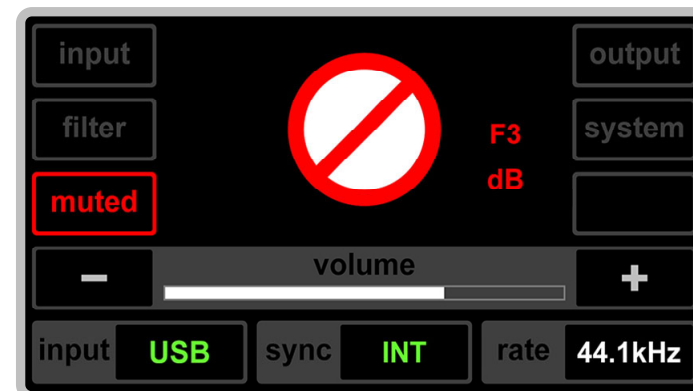 input
output
filter
F3
system
muted
dB
− volume +
input USB sync INT rate 44.1kHz